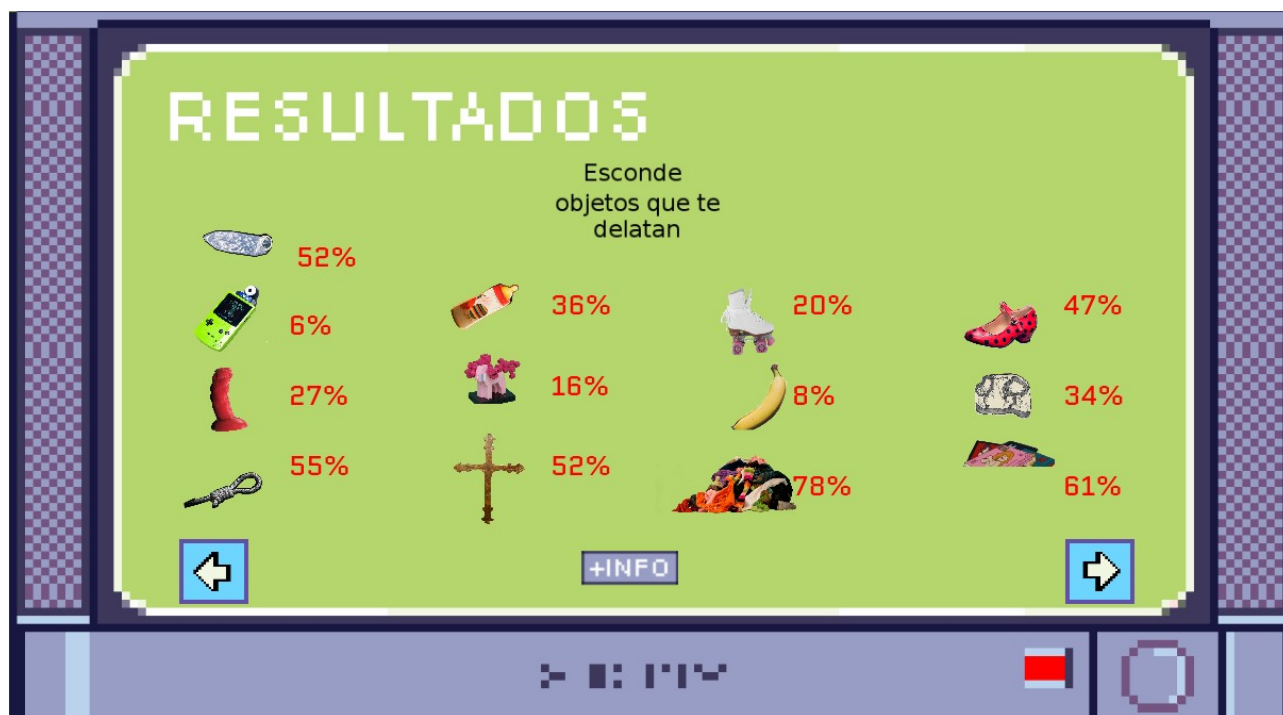 RESULTADOS
Esconde
objetos que te
delatan
52%
6%
36%
20%
47%
27%
16%
8%
34%
55%
52%
78%
61%
+INFO